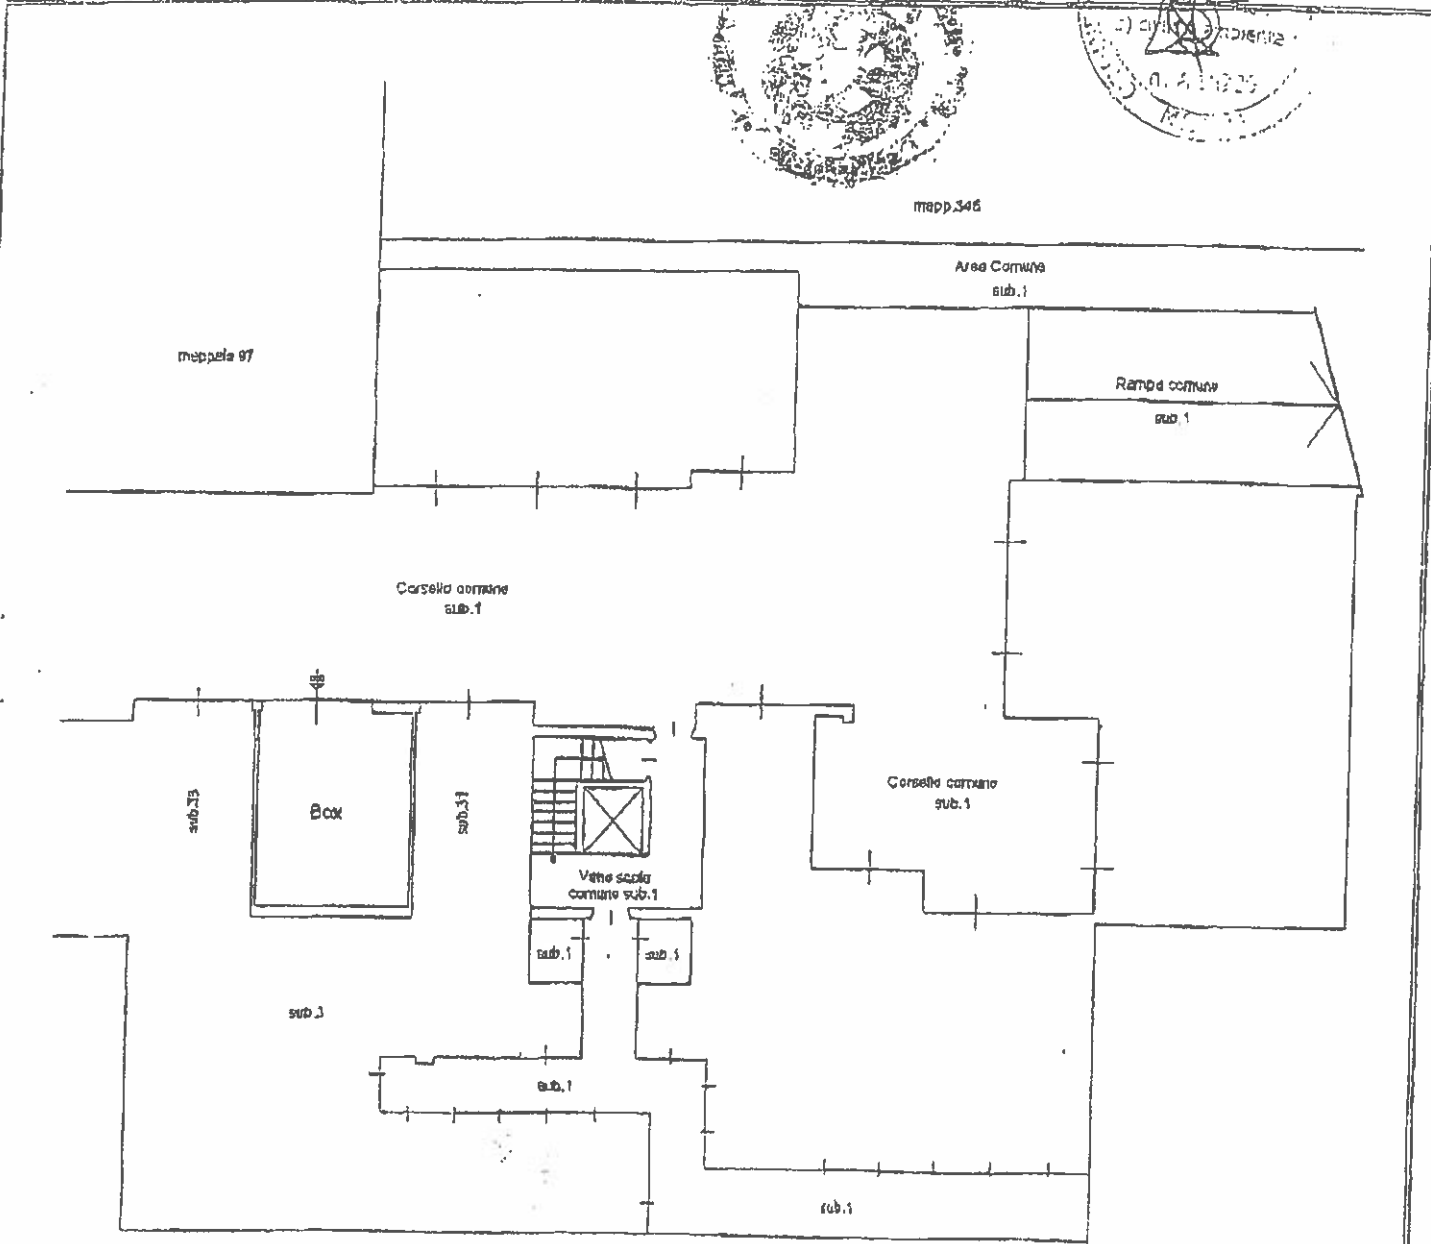 mapp.346
Area Comune
sub.1
mappale 97
Rampa comune
sub.1
Corsello comune
sub.1
Corsello comune
sub.1
sub.33
Box
sub.31
Vano scala
comune sub.1
sub.1
sub.1
sub.3
sub.1
sub.1